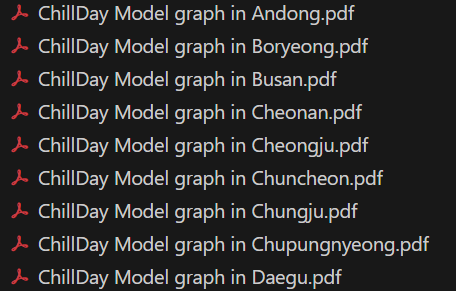 ChillDay Model graph in Andong.pdf
ChillDay Model graph in Boryeong.pdf
ChillDay Model graph in Busan.pdf
ChillDay Model graph in Cheonan.pdf
ChillDay Model graph in Cheongju.pdf
ChillDay Model graph in Chuncheon.pdf
ChillDay Model graph in Chungju.pdf
ChillDay Model graph in Chupungnyeong.pdf
ChillDay Model graph in Daegu.pdf